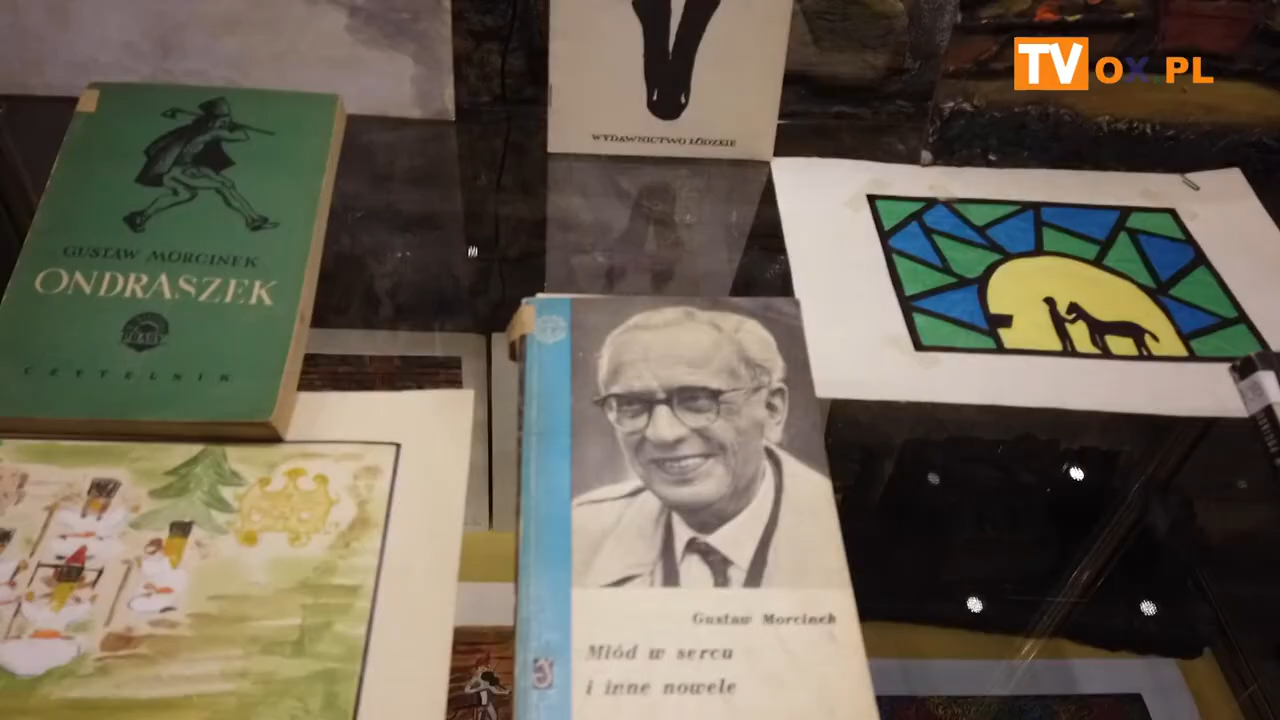 TVOX.PL
WYDAWNICTWO ŁÓDZKIE
GUSTAW MORCINEK
ONDRASZEK
CZYTELNIK
Gustaw Morcinek
Miód w sercu
i inne nowele